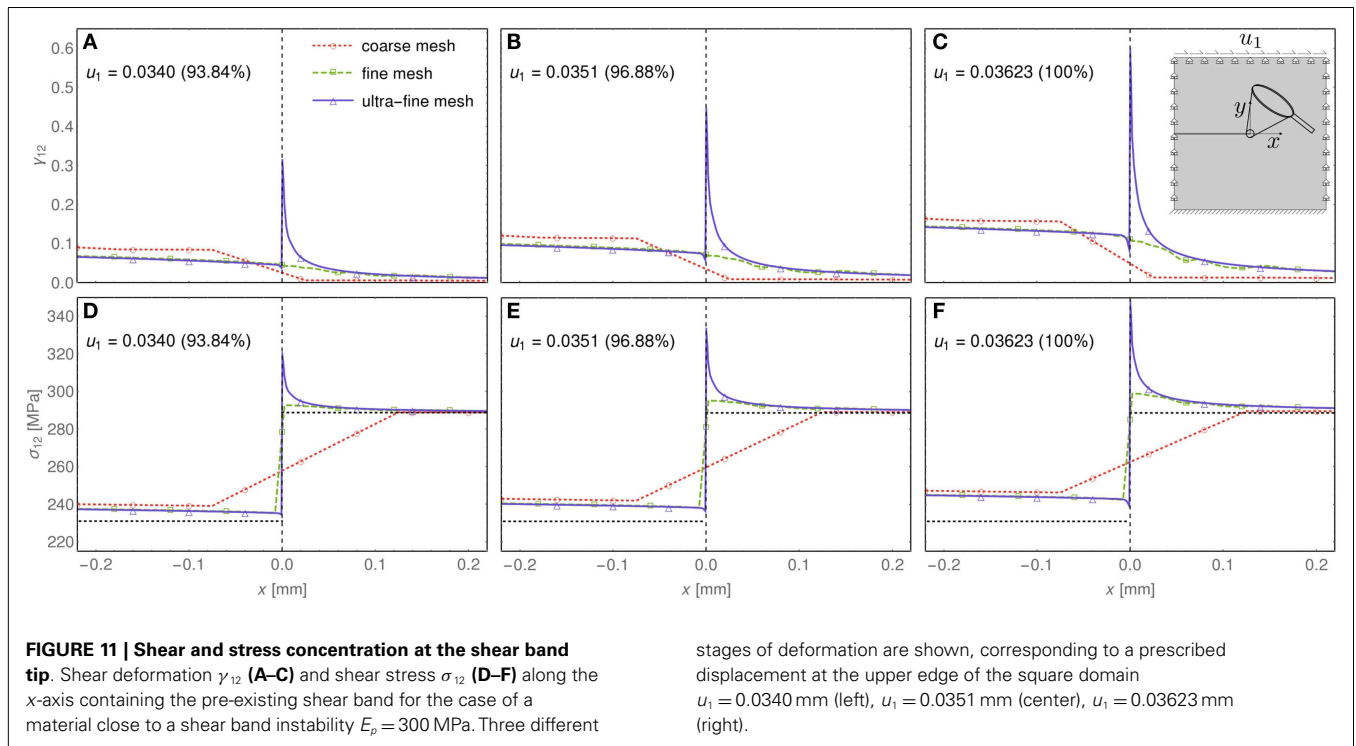 A
u₁ = 0.0340 (93.84%)
coarse mesh
fine mesh
ultra−fine mesh
B
u₁ = 0.0351 (96.88%)
C
u₁ = 0.03623 (100%)
u₁
y
x
γ₁₂
0.6
0.5
0.4
0.3
0.2
0.1
0.0
D
u₁ = 0.0340 (93.84%)
E
u₁ = 0.0351 (96.88%)
F
u₁ = 0.03623 (100%)
σ₁₂ [MPa]
340
320
300
280
260
240
220
−0.2 −0.1 0.0 0.1 0.2
−0.2 −0.1 0.0 0.1 0.2
−0.2 −0.1 0.0 0.1 0.2
x [mm]
x [mm]
x [mm]
FIGURE 11 | Shear and stress concentration at the shear band
tip. Shear deformation γ₁₂ (A–C) and shear stress σ₁₂ (D–F) along the
x-axis containing the pre-existing shear band for the case of a
material close to a shear band instability Eₚ = 300 MPa. Three different
stages of deformation are shown, corresponding to a prescribed
displacement at the upper edge of the square domain
u₁ = 0.0340 mm (left), u₁ = 0.0351 mm (center), u₁ = 0.03623 mm
(right).